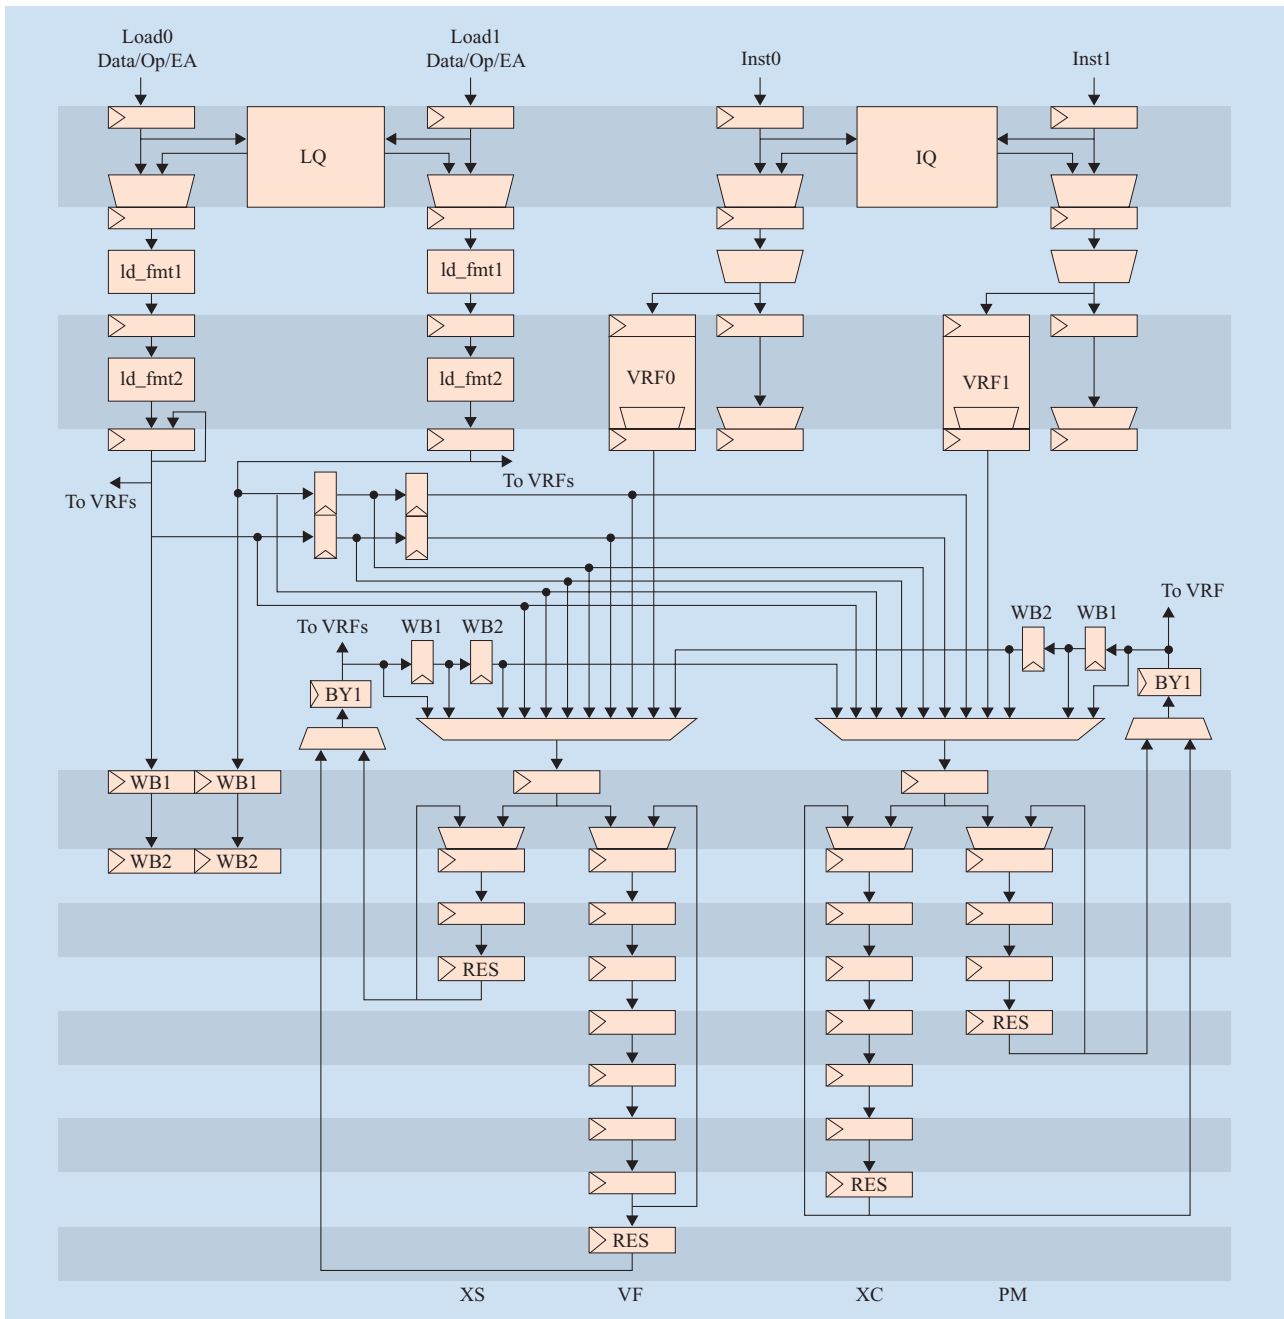 Load0
Data/Op/EA
Load1
Data/Op/EA
Inst0
Inst1
LQ
IQ
ld_fmt1
ld_fmt1
ld_fmt2
ld_fmt2
VRF0
VRF1
To VRFs
To VRFs
To VRFs
WB1
WB2
WB2
WB1
To VRF
BY1
BY1
WB1
WB1
WB2
WB2
RES
RES
RES
RES
XS
VF
XC
PM